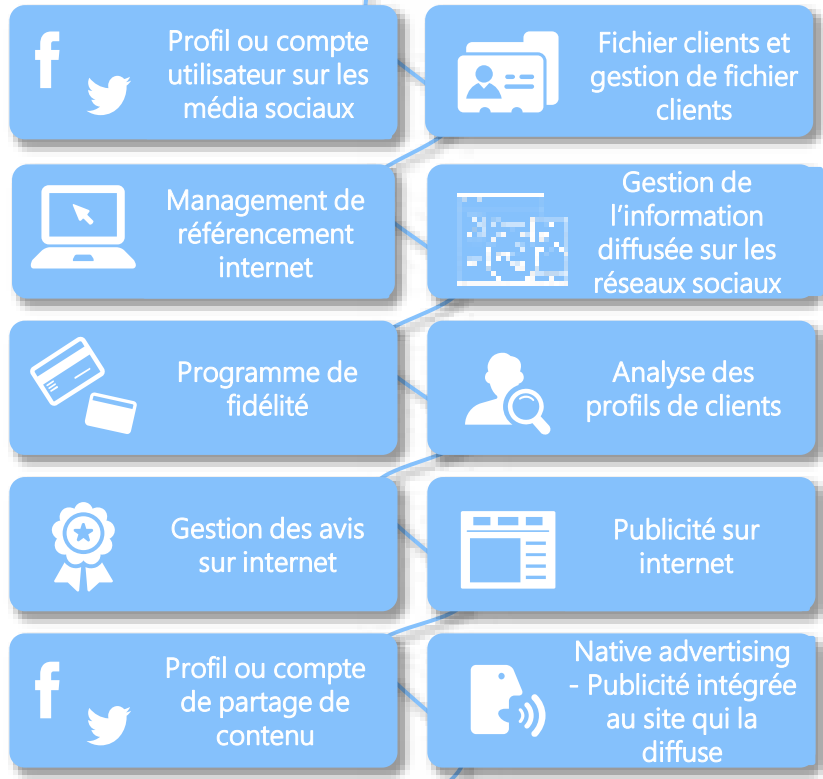 Profil ou compte
utilisateur sur les
média sociaux
Fichier clients et
gestion de fichier
clients
Management de
référencement
internet
Gestion de
l'information
diffusée sur les
réseaux sociaux
Programme de
fidélité
Analyse des
profils de clients
Gestion des avis
sur internet
Publicité sur
internet
Profil ou compte
de partage de
contenu
Native advertising
- Publicité intégrée
au site qui la
diffuse